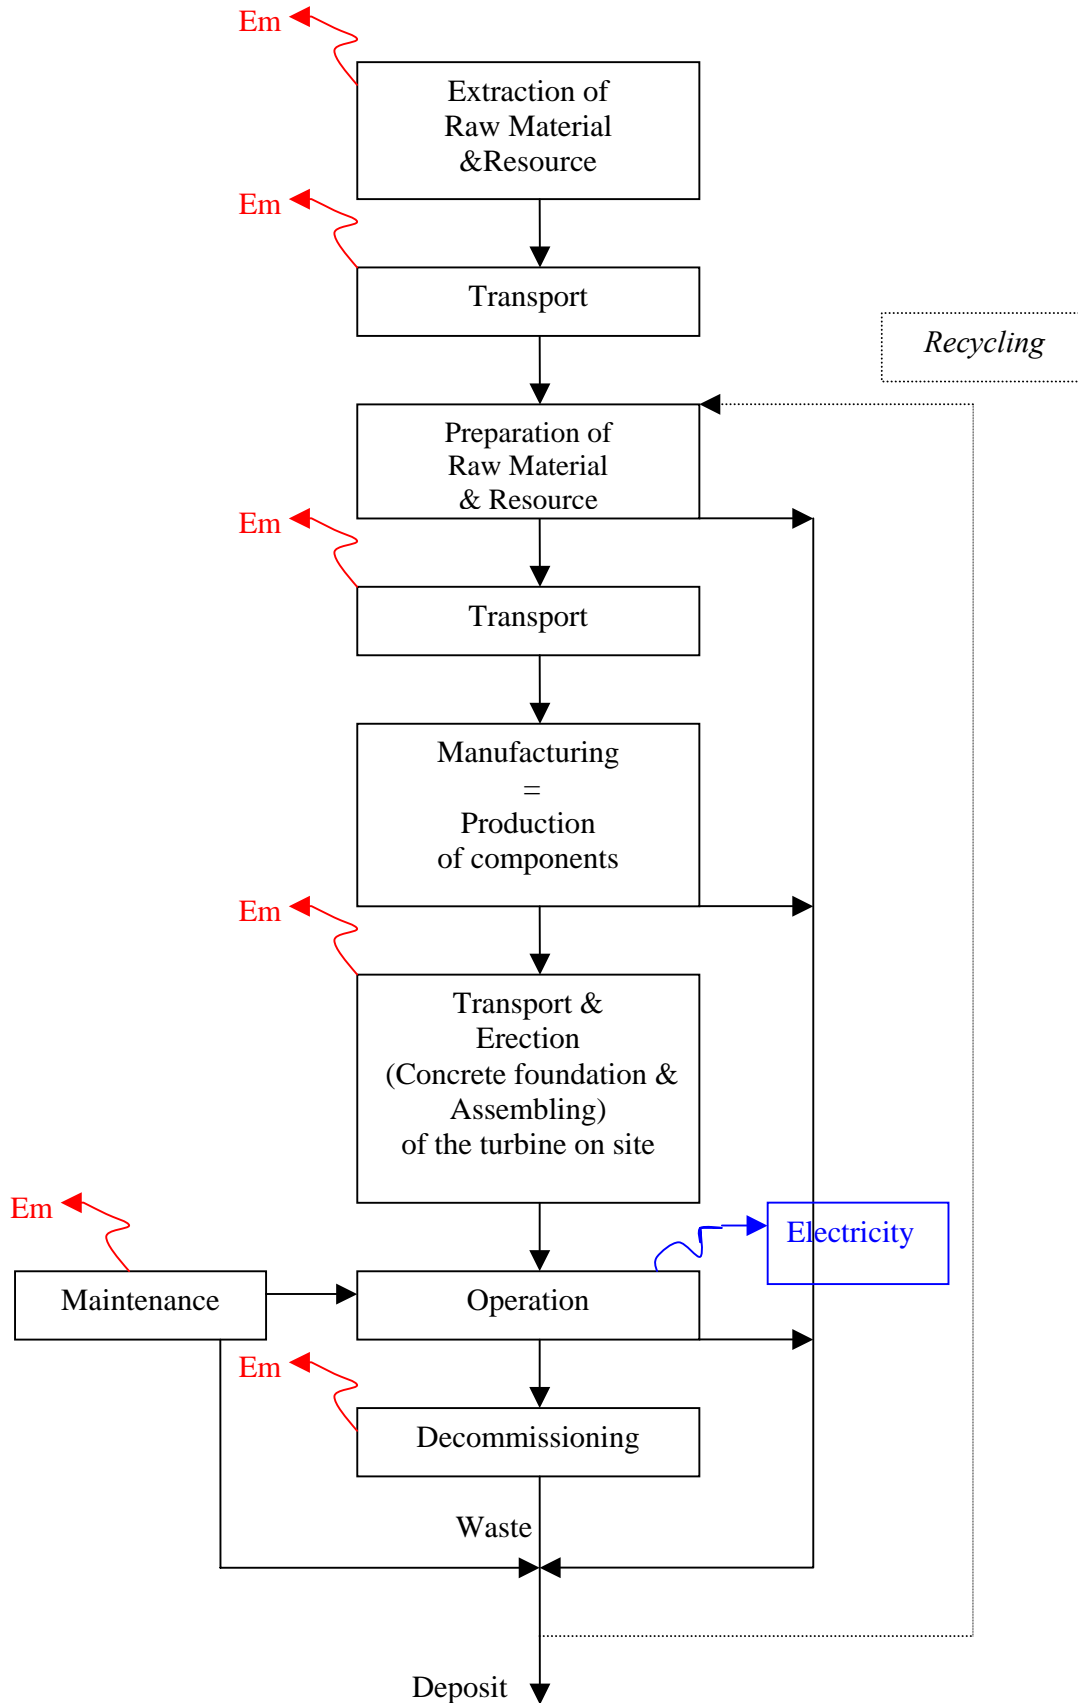 Em
Extraction of
Raw Material
&Resource
Em
Transport
Recycling
Preparation of
Raw Material
& Resource
Em
Transport
Manufacturing
=
Production
of components
Em
Transport &
Erection
(Concrete foundation &
Assembling)
of the turbine on site
Em
Electricity
Maintenance
Operation
Em
Decommissioning
Waste
Deposit